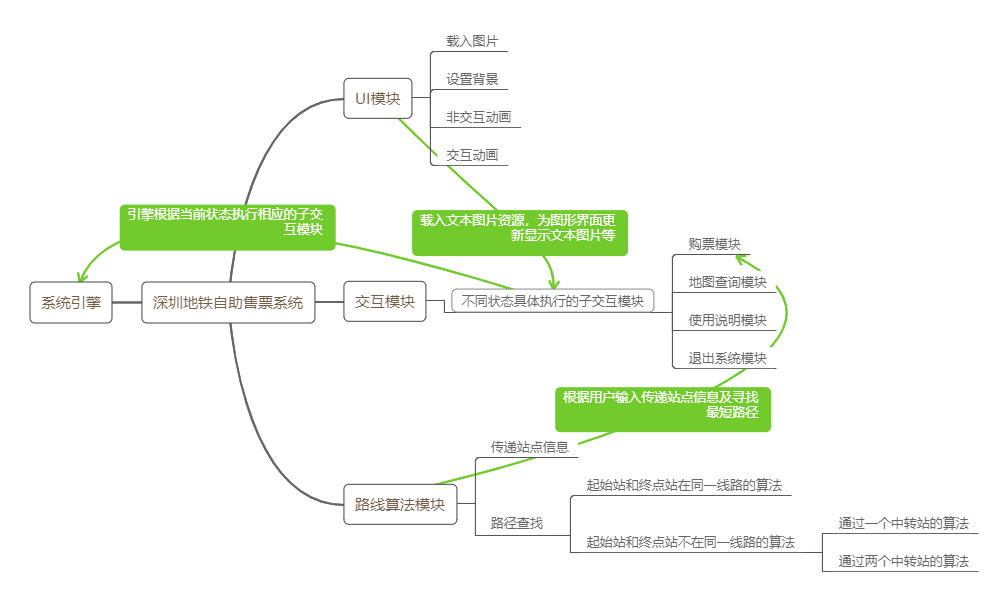 载入图片
设置背景
UI模块
非交互动画
交互动画
引擎根据当前状态执行相应的子交
互模块
载入文本图片资源，为图形界面更
新显示文本图片等
购票模块
地图查询模块
系统引擎
深圳地铁自助售票系统
交互模块
不同状态具体执行的子交互模块
使用说明模块
退出系统模块
根据用户输入传递站点信息及寻找
最短路径
传递站点信息
起始站和终点站在同一线路的算法
路线算法模块
路径查找
通过一个中转站的算法
起始站和终点站不在同一线路的算法
通过两个中转站的算法